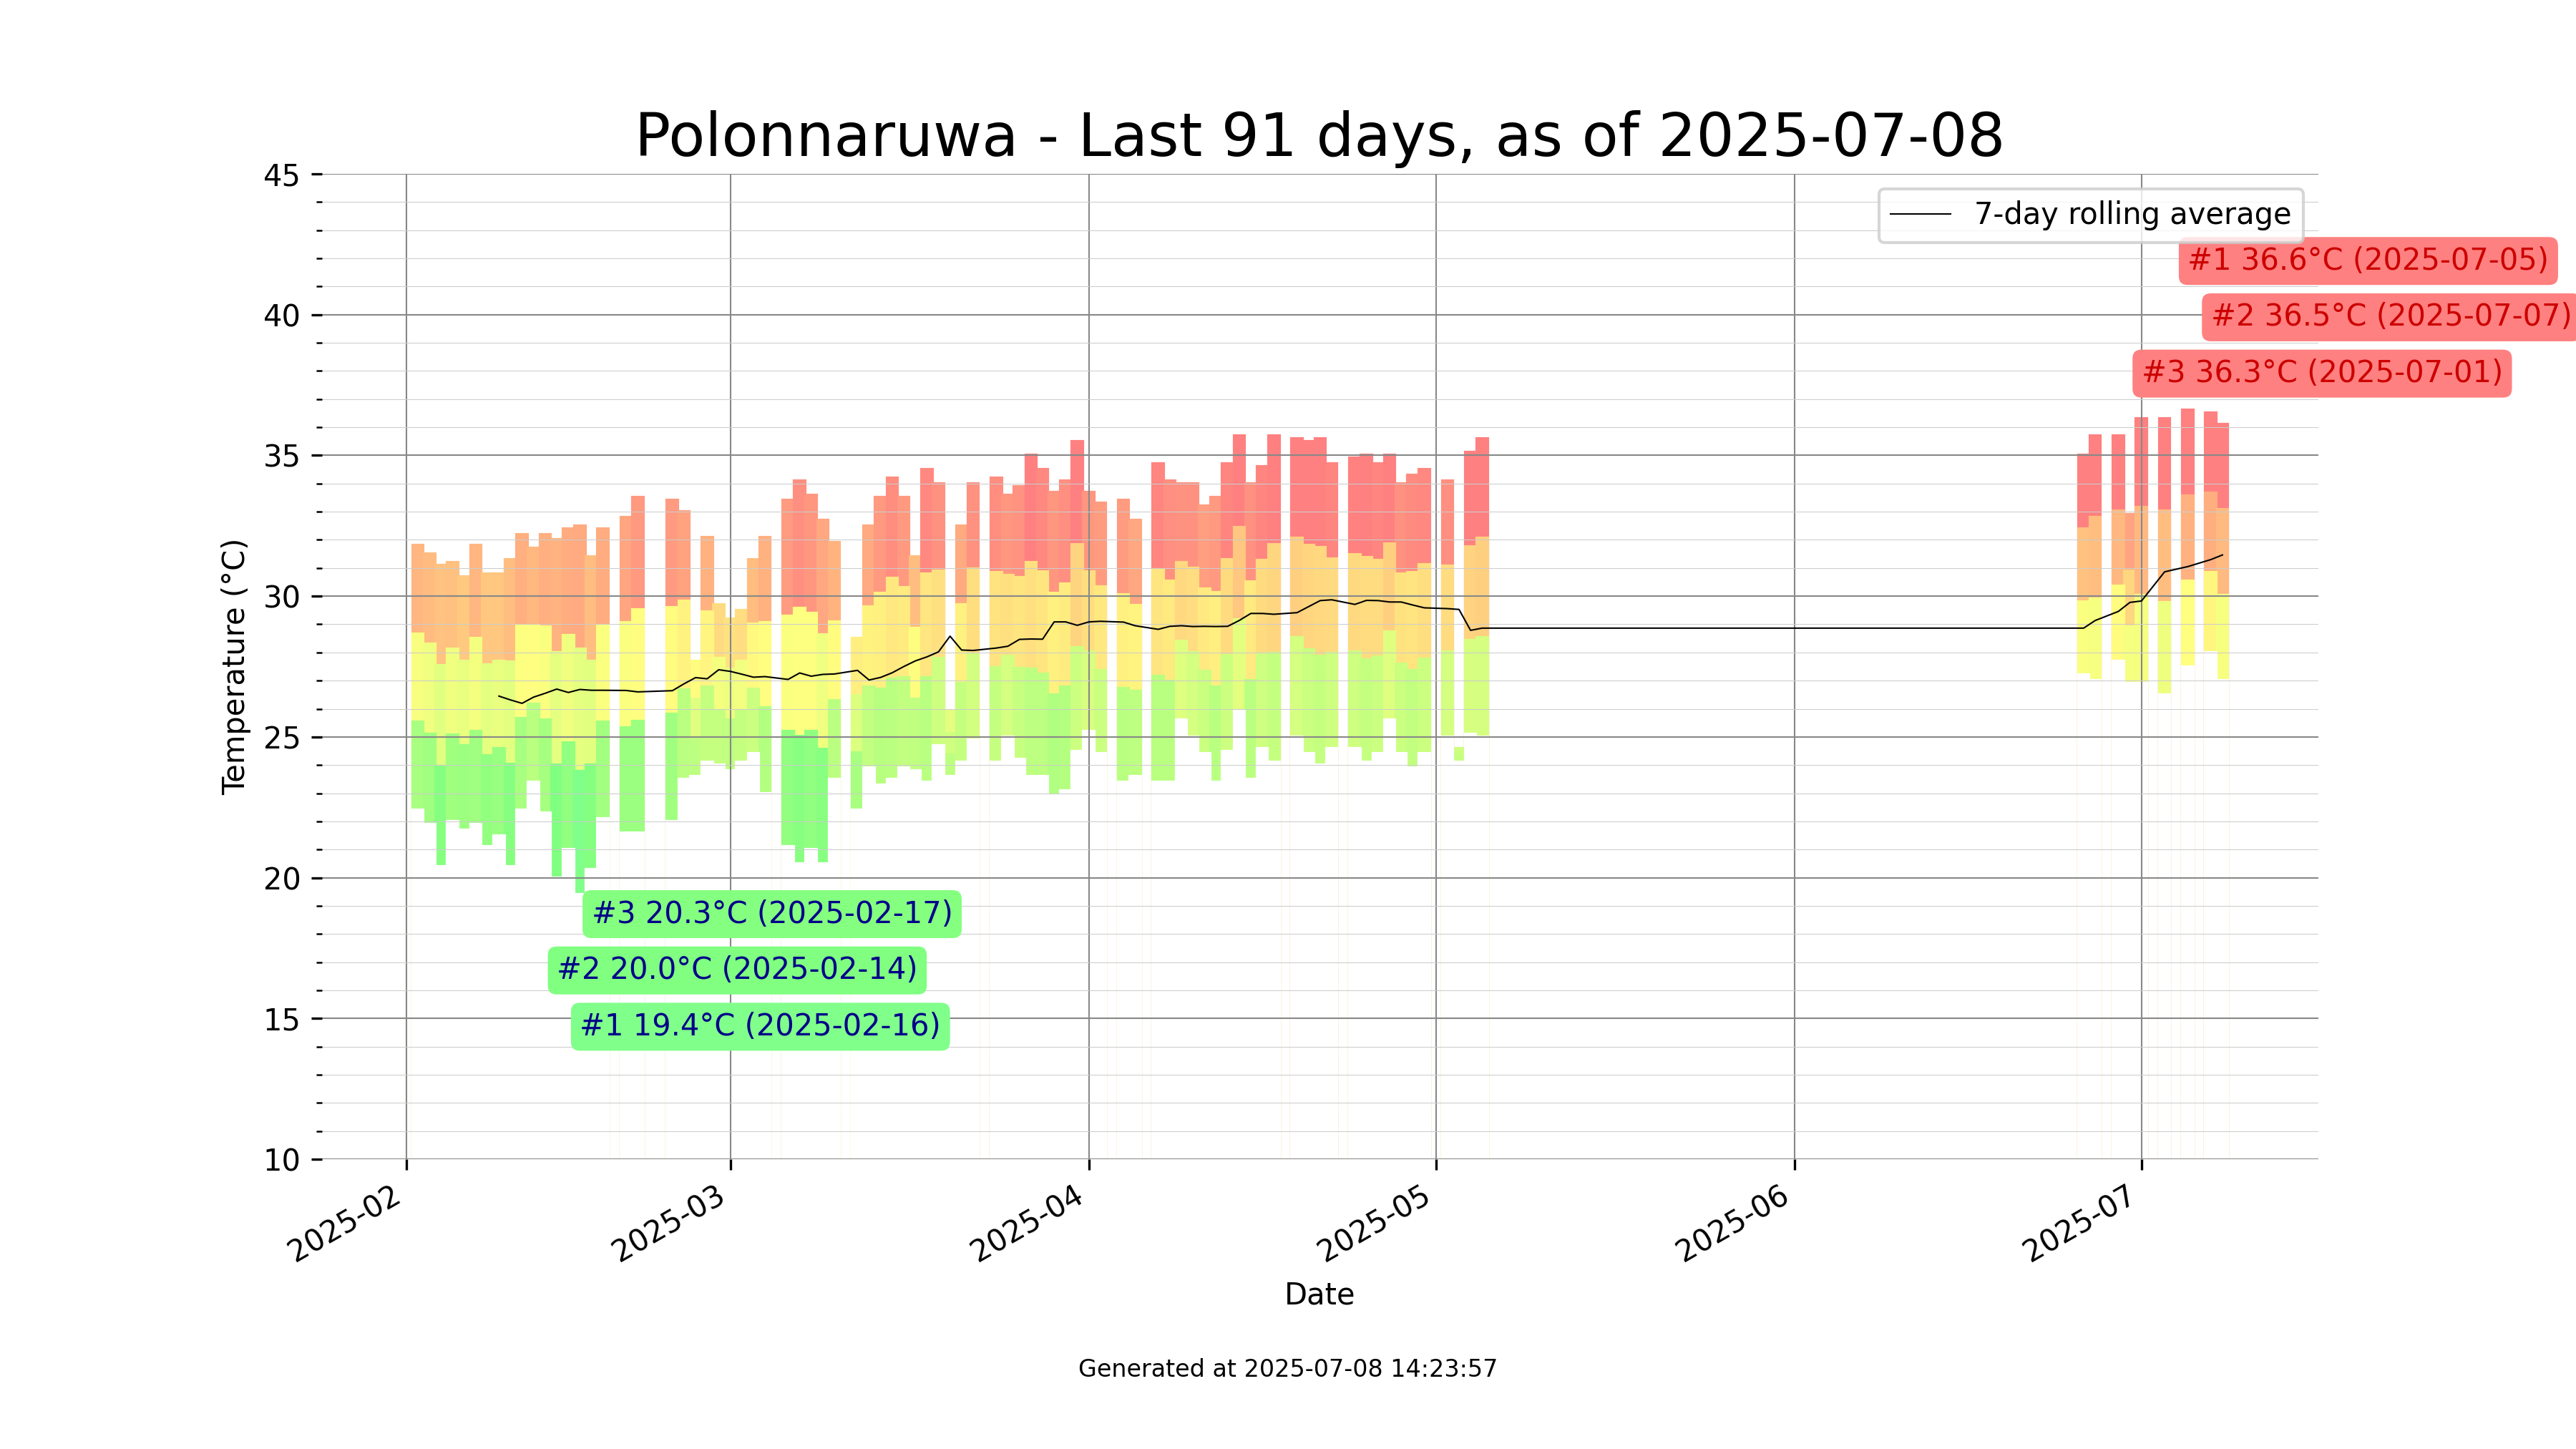 Polonnaruwa - Last 91 days, as of 2025-07-08
45
40
35
30
25
20
15
10
Temperature (°C)
7-day rolling average
#1 36.6°C (2025-07-05)
#2 36.5°C (2025-07-07)
#3 36.3°C (2025-07-01)
#3 20.3°C (2025-02-17)
#2 20.0°C (2025-02-14)
#1 19.4°C (2025-02-16)
2025-02
2025-03
2025-04
2025-05
2025-06
2025-07
Date
Generated at 2025-07-08 14:23:57